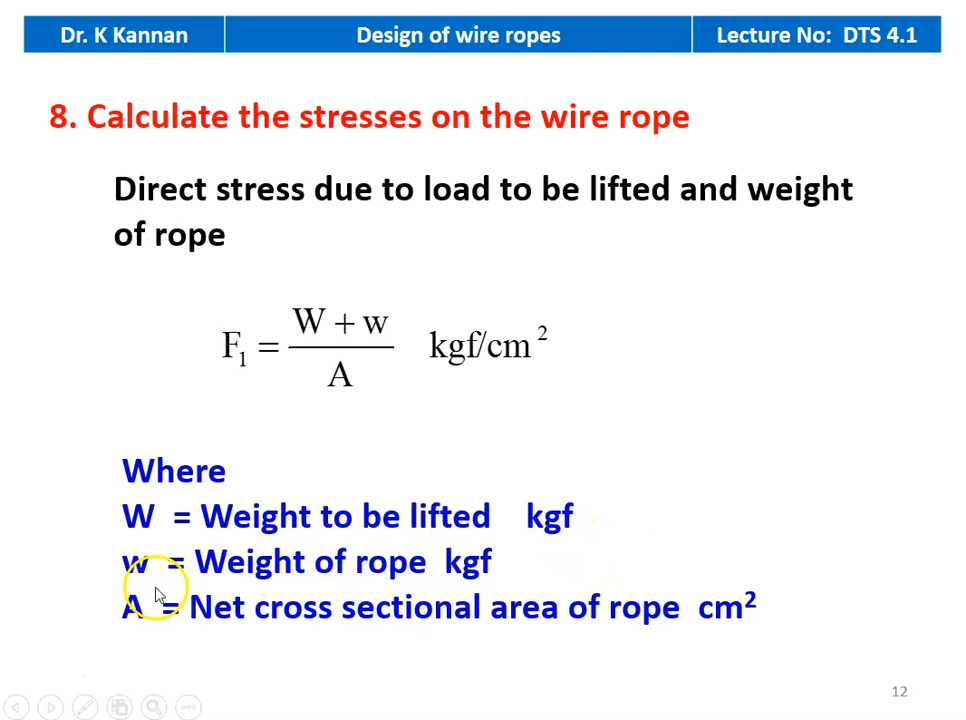 Dr. K Kannan
Design of wire ropes
Lecture No: DTS 4.1
8. Calculate the stresses on the wire rope
Direct stress due to load to be lifted and weight
of rope
F₁ = (W + w) / A kgf/cm²
Where
W = Weight to be lifted kgf
w = Weight of rope kgf
A = Net cross sectional area of rope cm²
12